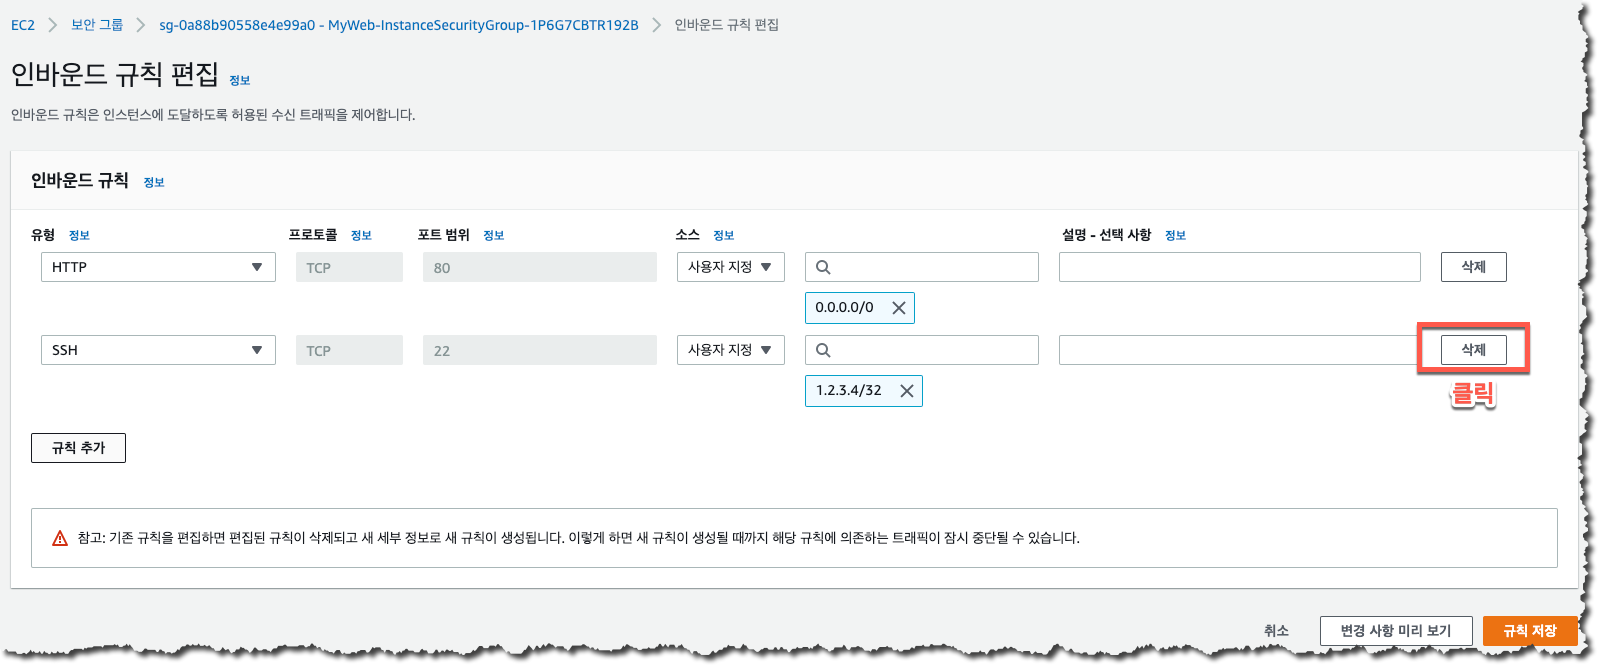 EC2 > 보안 그룹 > sg-0a88b90558e4e99a0 - MyWeb-InstanceSecurityGroup-1P6G7CBTR192B > 인바운드 규칙 편집
인바운드 규칙 편집 정보
인바운드 규칙은 인스턴스에 도달하도록 허용된 수신 트래픽을 제어합니다.
인바운드 규칙 정보
유형 정보 프로토콜 정보 포트 범위 정보 소스 정보 설명 - 선택 사항 정보
HTTP TCP 80 사용자 지정 삭제
0.0.0.0/0
SSH TCP 22 사용자 지정 삭제
1.2.3.4/32
클릭
규칙 추가
참고: 기존 규칙을 편집하면 편집된 규칙이 삭제되고 새 세부 정보로 새 규칙이 생성됩니다. 이렇게 하면 새 규칙이 생성될 때까지 해당 규칙에 의존하는 트래픽이 잠시 중단될 수 있습니다.
취소 변경 사항 미리 보기 규칙 저장